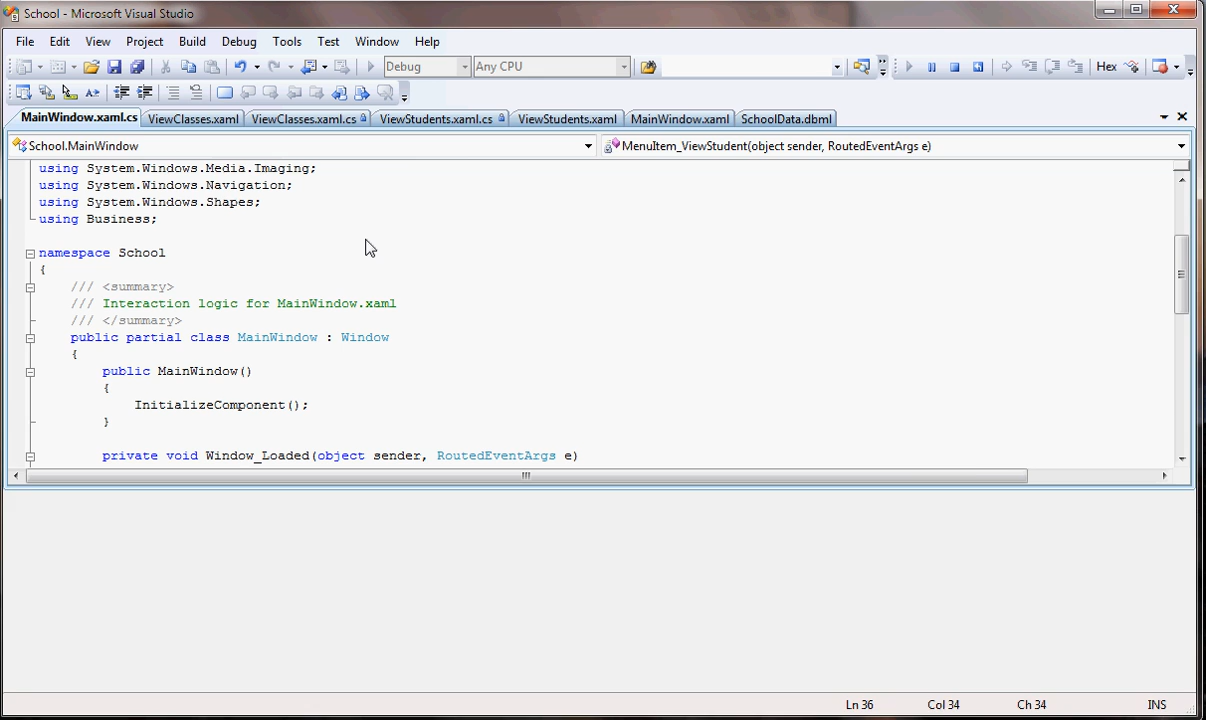 School - Microsoft Visual Studio
File Edit View Project Build Debug Tools Test Window Help
Debug Any CPU Hex
MainWindow.xaml.cs ViewClasses.xaml ViewClasses.xaml.cs ViewStudents.xaml.cs ViewStudents.xaml MainWindow.xaml SchoolData.dbml
School.MainWindow MenuItem_ViewStudent(object sender, RoutedEventArgs e)
using System.Windows.Media.Imaging;
using System.Windows.Navigation;
using System.Windows.Shapes;
using Business;
namespace School
{
/// <summary>
/// Interaction logic for MainWindow.xaml
/// </summary>
public partial class MainWindow : Window
{
public MainWindow()
{
InitializeComponent();
}
private void Window_Loaded(object sender, RoutedEventArgs e)
Ln 36 Col 34 Ch 34 INS